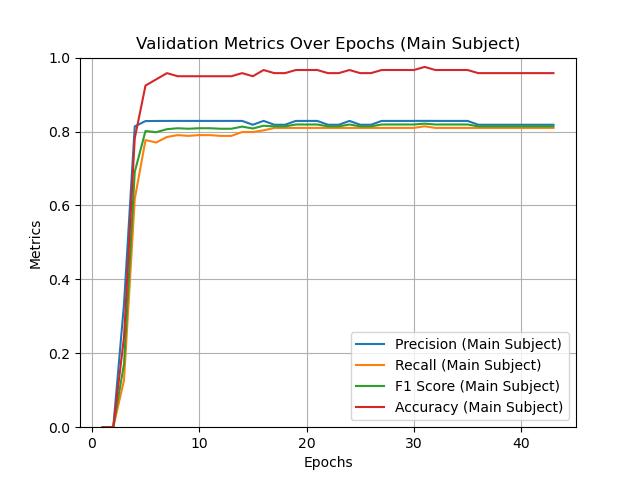 Validation Metrics Over Epochs (Main Subject)
1.0
0.8
0.6
0.4
0.2
0.0
Metrics
Precision (Main Subject)
Recall (Main Subject)
F1 Score (Main Subject)
Accuracy (Main Subject)
0 10 20 30 40
Epochs